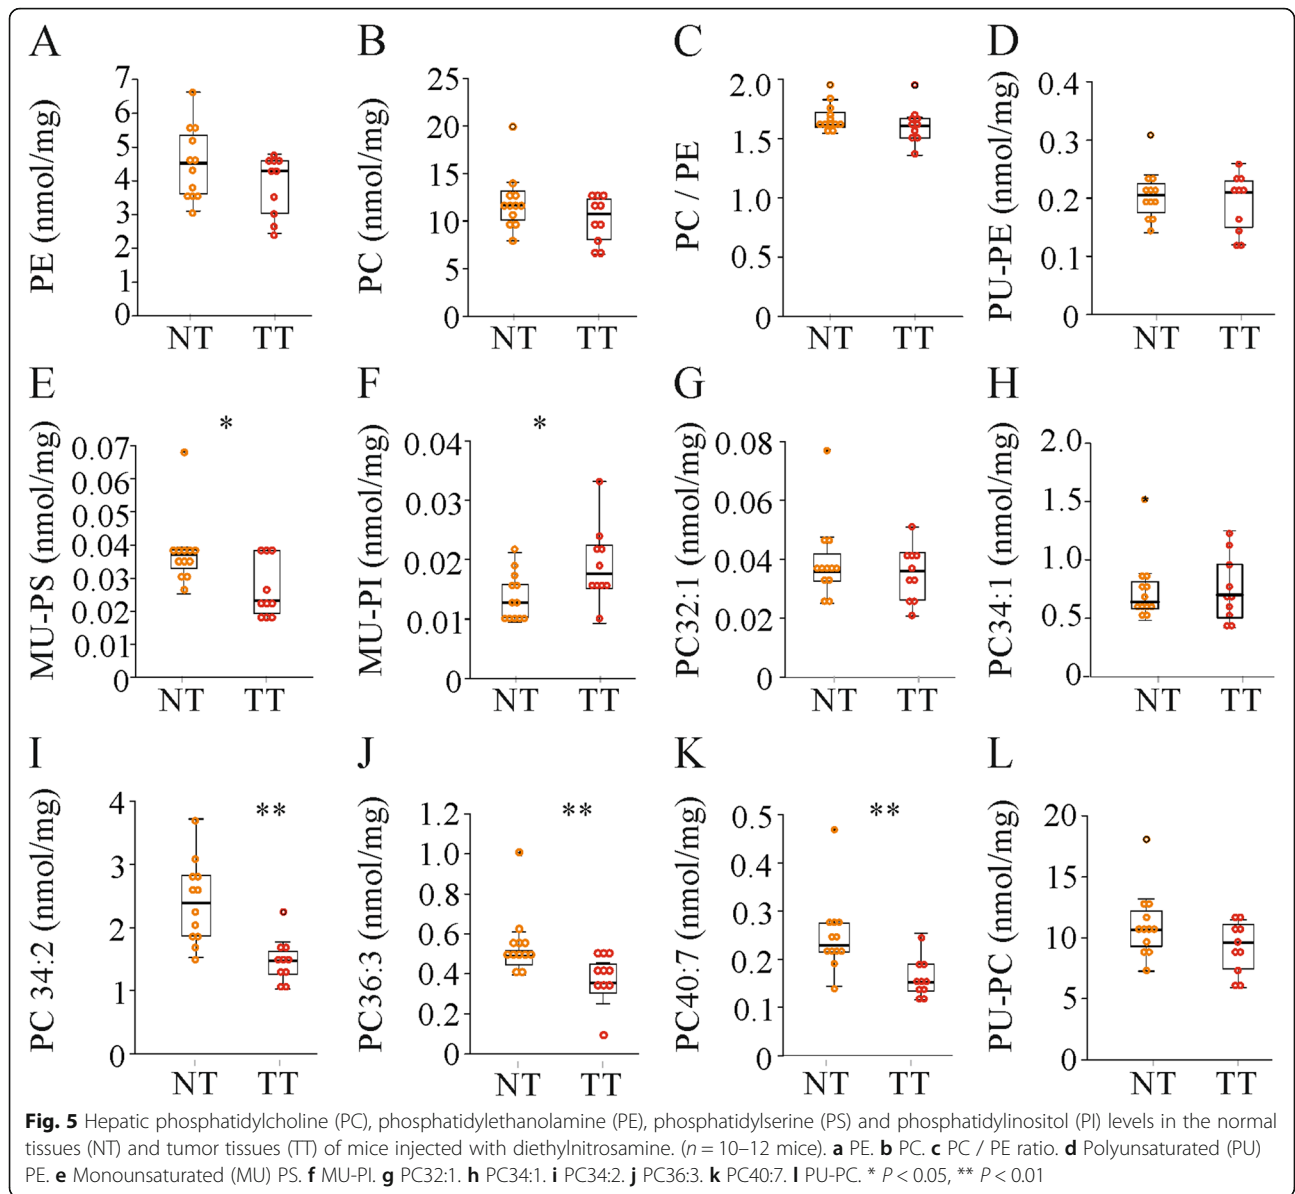 A
PE (nmol/mg)
7
6
5
4
3
2
1
0
NT TT
B
PC (nmol/mg)
25
20
15
10
5
0
NT TT
C
PC / PE
2.0
1.5
1.0
0.5
0
NT TT
D
PU-PE (nmol/mg)
0.4
0.3
0.2
0.1
0
NT TT
E
MU-PS (nmol/mg)
*
0.07
0.06
0.05
0.04
0.03
0.02
0.01
0
NT TT
F
MU-PI (nmol/mg)
*
0.04
0.03
0.02
0.01
0
NT TT
G
PC32:1 (nmol/mg)
0.08
0.06
0.04
0.02
0
NT TT
H
PC34:1 (nmol/mg)
2.0
1.5
1.0
0.5
0
NT TT
I
PC 34:2 (nmol/mg)
**
4
3
2
1
0
NT TT
J
PC36:3 (nmol/mg)
**
1.2
1.0
0.8
0.6
0.4
0.2
0
NT TT
K
PC40:7 (nmol/mg)
**
0.5
0.4
0.3
0.2
0.1
0
NT TT
L
PU-PC (nmol/mg)
20
15
10
5
0
NT TT
Fig. 5 Hepatic phosphatidylcholine (PC), phosphatidylethanolamine (PE), phosphatidylserine (PS) and phosphatidylinositol (PI) levels in the normal
tissues (NT) and tumor tissues (TT) of mice injected with diethylnitrosamine. (n = 10–12 mice). a PE. b PC. c PC / PE ratio. d Polyunsaturated (PU)
PE. e Monounsaturated (MU) PS. f MU-PI. g PC32:1. h PC34:1. i PC34:2. j PC36:3. k PC40:7. l PU-PC. * P < 0.05, ** P < 0.01